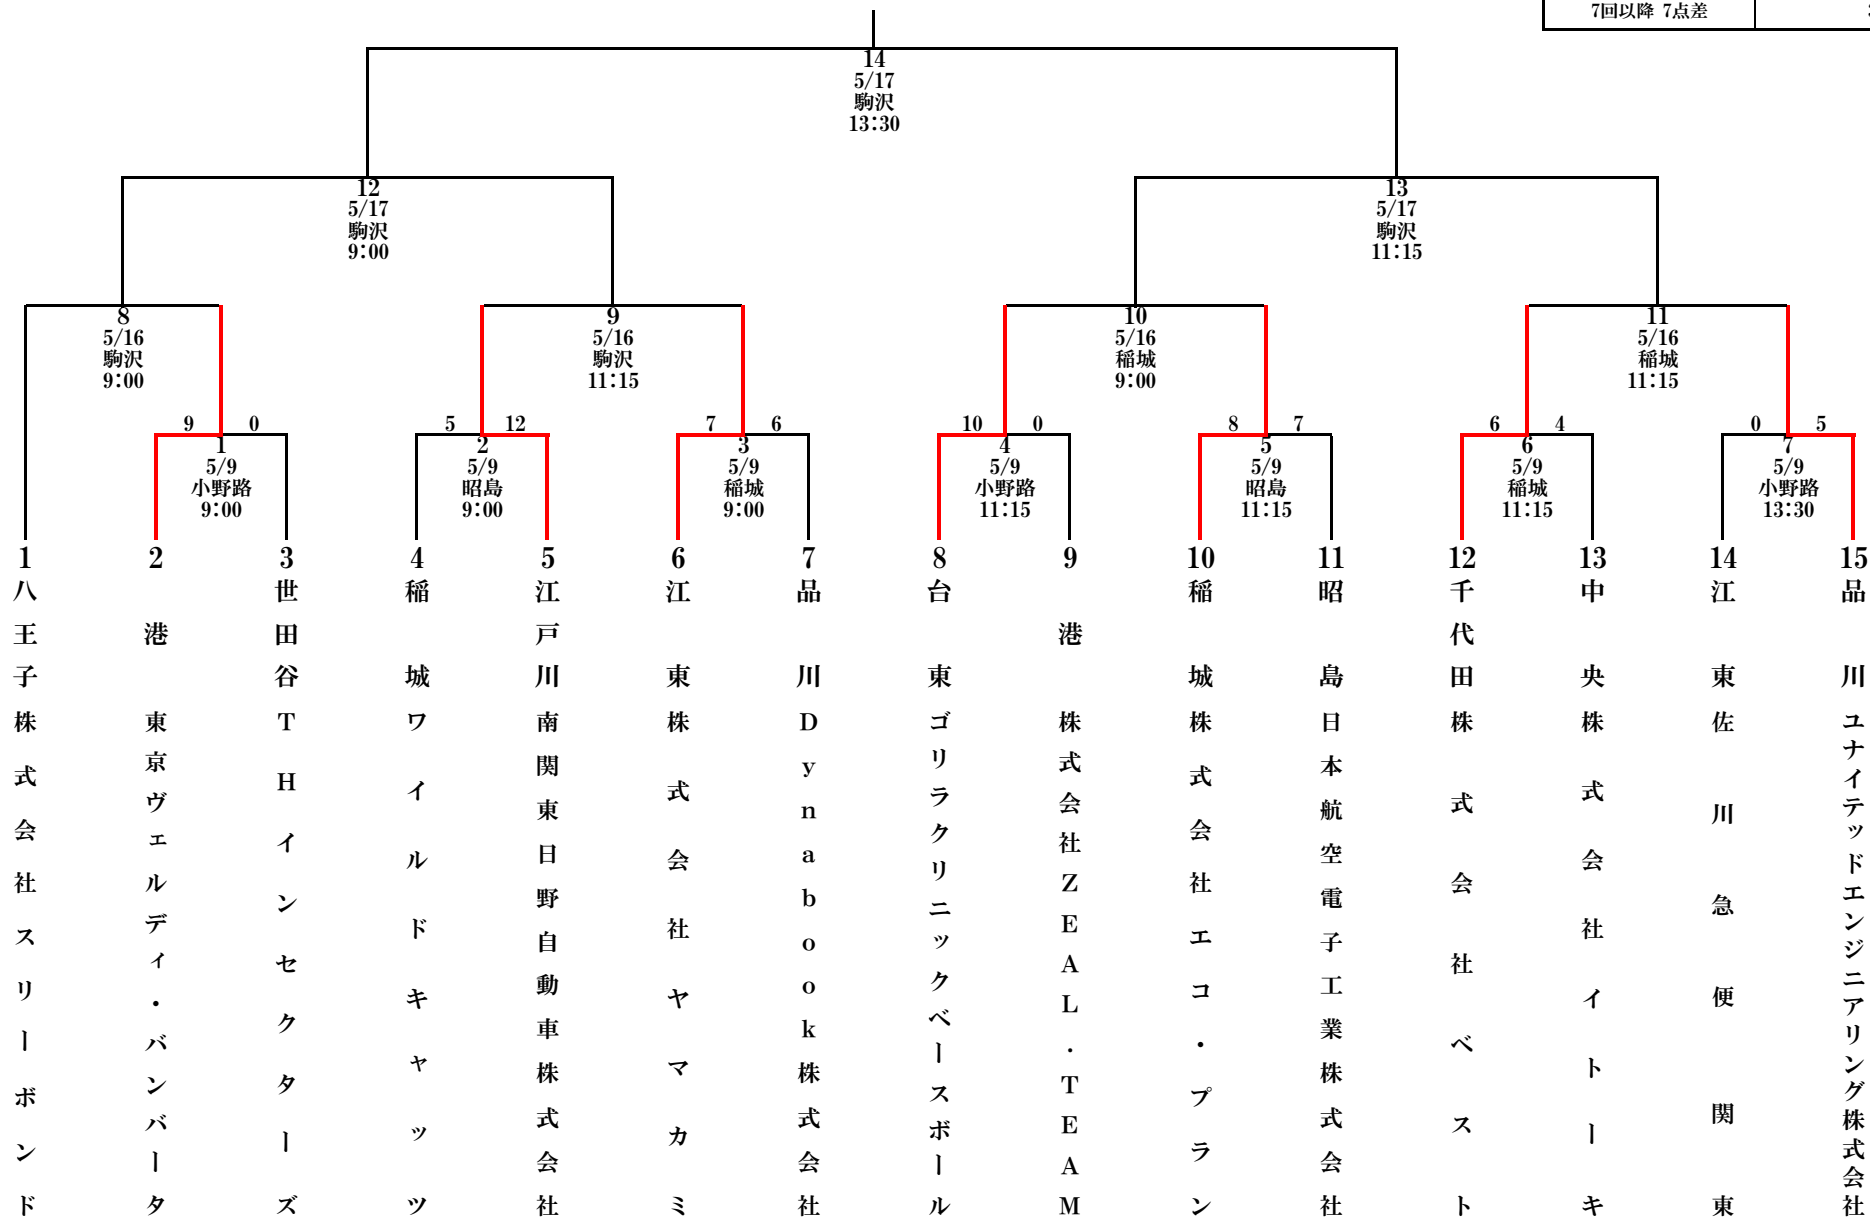 7回以降 7点差
14
5/17
駒沢
13:30
12
5/17
駒沢
9:00
13
5/17
駒沢
11:15
8
5/16
駒沢
9:00
9
5/16
駒沢
11:15
10
5/16
稲城
9:00
11
5/16
稲城
11:15
9 0
1
5/9
小野路
9:00
5 12
2
5/9
昭島
9:00
7 6
3
5/9
稲城
9:00
10 0
4
5/9
小野路
11:15
8 7
5
5/9
昭島
11:15
6 4
6
5/9
稲城
11:15
0 5
7
5/9
小野路
13:30
1
八王子
株式会社スリーボンド
2
港
東京ヴェルディ・バンバータ
3
世田谷
THインセクターズ
4
稲城
ワイルドキャッツ
5
江戸川
南関東日野自動車株式会社
6
江東
株式会社ヤマカミ
7
品川
Dynabook株式会社
8
台東
ゴリラクリニックベースボール
9
港
株式会社ZEAL.TEAM
10
稲城
株式会社エコ・プラン
11
昭島
日本航空電子工業株式会社
12
千代田
株式会社ベスト
13
中央
株式会社イトーキ
14
江東
佐川急便関東
15
品川
ユナイテッドエンジニアリング株式会社